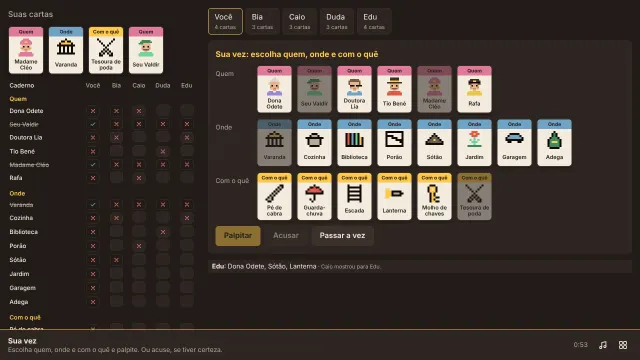 Suas cartas
Quem
Madame Cléo
Onde
Varanda
Com o quê
Tesoura de poda
Quem
Seu Valdir
Caderno
Você
Bia
Caio
Duda
Edu
Quem
Dona Odete
Seu Valdir
Doutora Lia
Tio Bené
Madame Cléo
Rafa
Onde
Varanda
Cozinha
Biblioteca
Porão
Sótão
Jardim
Garagem
Adega
Com o quê
Pé de cabra
Você
4 cartas
Bia
3 cartas
Caio
3 cartas
Duda
3 cartas
Edu
4 cartas
Sua vez: escolha quem, onde e com o quê
Quem
Quem
Dona Odete
Quem
Seu Valdir
Quem
Doutora Lia
Quem
Tio Bené
Quem
Madame Cléo
Quem
Rafa
Onde
Onde
Varanda
Onde
Cozinha
Onde
Biblioteca
Onde
Porão
Onde
Sótão
Onde
Jardim
Onde
Garagem
Onde
Adega
Com o quê
Com o quê
Pé de cabra
Com o quê
Guarda-chuva
Com o quê
Escada
Com o quê
Lanterna
Com o quê
Molho de chaves
Com o quê
Tesoura de poda
Palpitar
Acusar
Passar a vez
Edu: Dona Odete, Sótão, Lanterna · Caio mostrou para Edu.
Sua vez
Escolha quem, onde e com o quê e palpite. Ou acuse, se tiver certeza.
0:53